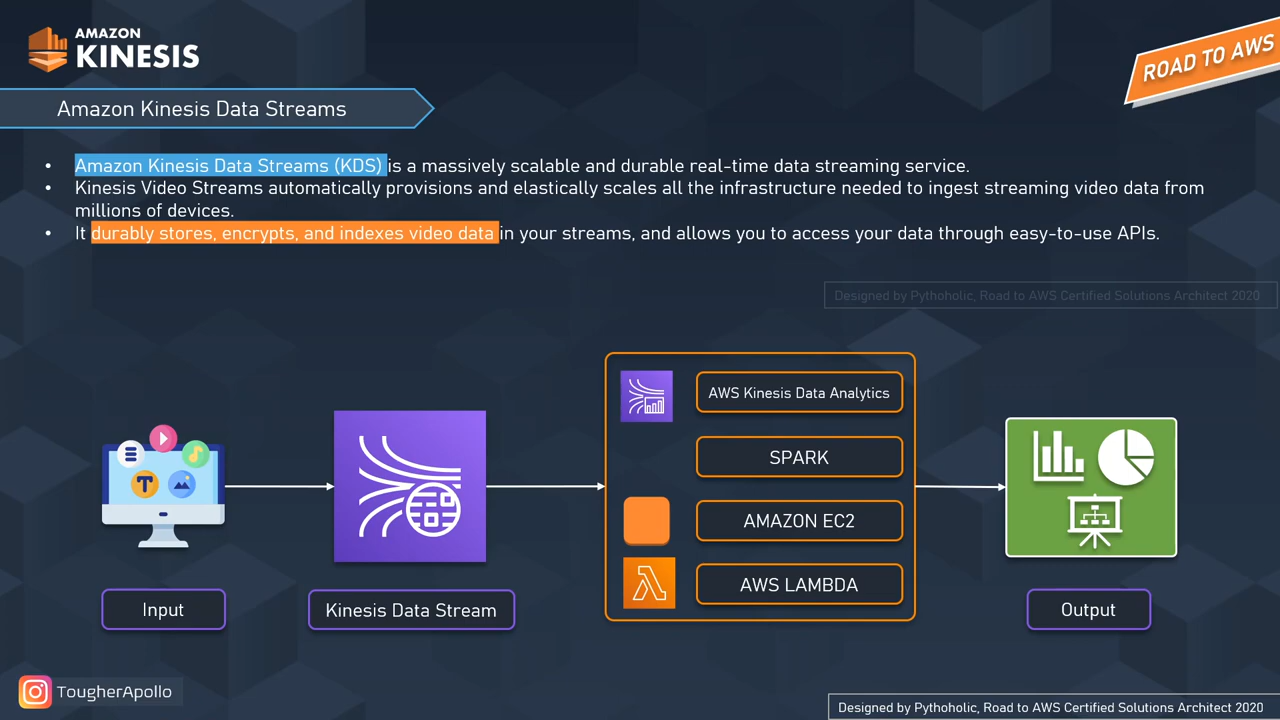 AMAZON
KINESIS
ROAD TO AWS
Amazon Kinesis Data Streams
• Amazon Kinesis Data Streams (KDS) is a massively scalable and durable real-time data streaming service.
• Kinesis Video Streams automatically provisions and elastically scales all the infrastructure needed to ingest streaming video data from
millions of devices.
• It durably stores, encrypts, and indexes video data in your streams, and allows you to access your data through easy-to-use APIs.
Designed by Pythoholic, Road to AWS Certified Solutions Architect 2020
AWS Kinesis Data Analytics
SPARK
T
AMAZON EC2
AWS LAMBDA
Input
Kinesis Data Stream
Output
TougherApollo
Designed by Pythoholic, Road to AWS Certified Solutions Architect 2020